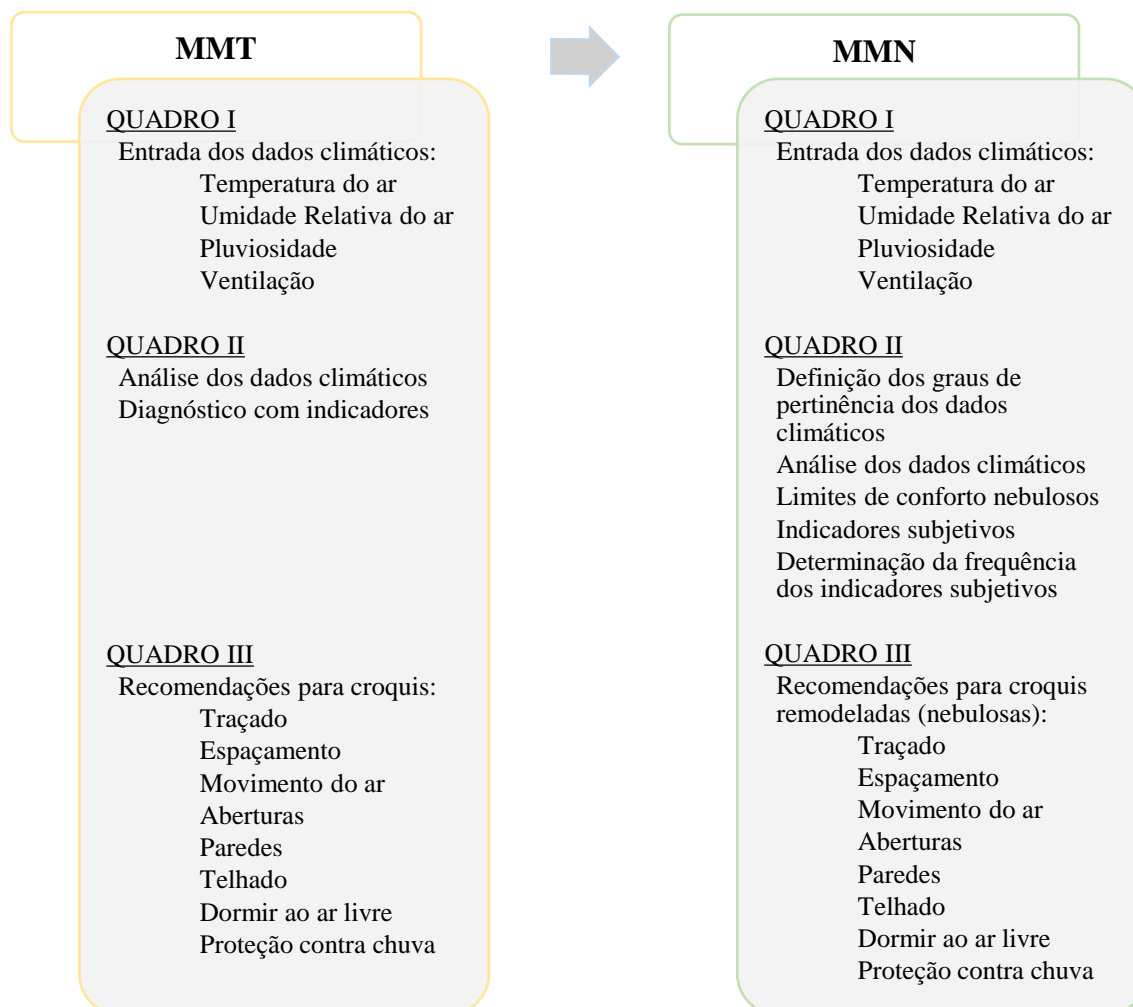 MMT
QUADRO I
Entrada dos dados climáticos:
Temperatura do ar
Umidade Relativa do ar
Pluviosidade
Ventilação
QUADRO II
Análise dos dados climáticos
Diagnóstico com indicadores
QUADRO III
Recomendações para croquis:
Traçado
Espaçamento
Movimento do ar
Aberturas
Paredes
Telhado
Dormir ao ar livre
Proteção contra chuva
MMN
QUADRO I
Entrada dos dados climáticos:
Temperatura do ar
Umidade Relativa do ar
Pluviosidade
Ventilação
QUADRO II
Definição dos graus de
pertinência dos dados
climáticos
Análise dos dados climáticos
Limites de conforto nebulosos
Indicadores subjetivos
Determinação da frequência
dos indicadores subjetivos
QUADRO III
Recomendações para croquis
remodeladas (nebulosas):
Traçado
Espaçamento
Movimento do ar
Aberturas
Paredes
Telhado
Dormir ao ar livre
Proteção contra chuva